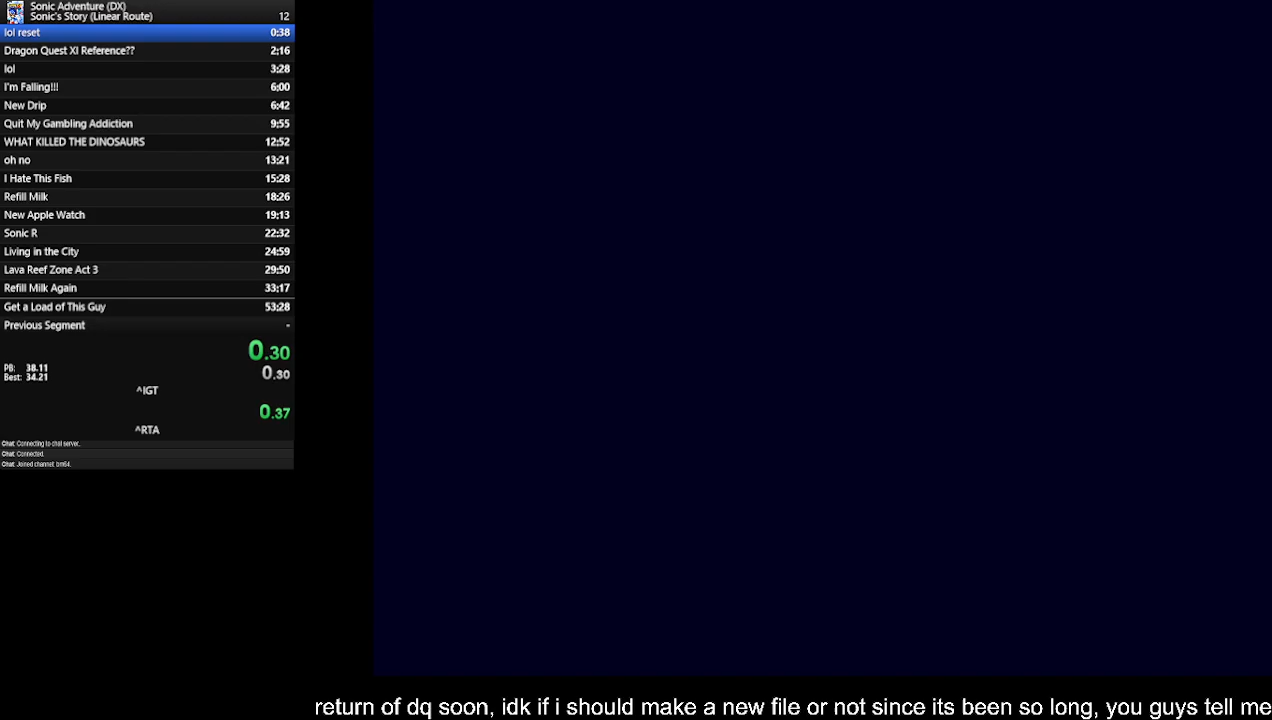 Sonic Adventure (DX)
Sonic's Story (Linear Route) 12
lol reset 0:38
Dragon Quest XI Reference?? 2:16
lol 3:28
I'm Falling!!! 6:00
New Drip 6:42
Quit My Gambling Addiction 9:55
WHAT KILLED THE DINOSAURS 12:52
oh no 13:21
I Hate This Fish 15:28
Refill Milk 18:26
New Apple Watch 19:13
Sonic R 22:32
Living in the City 24:59
Lava Reef Zone Act 3 29:50
Refill Milk Again 33:17
Get a Load of This Guy 53:28
Previous Segment -
0.30
PB: 38.11
Best: 34.21 0.30
^IGT
0.37
^RTA
Chat: Connecting to chat server.
Chat: Connected.
Chat: Joined channel: bm64.
return of dq soon, idk if i should make a new file or not since its been so long, you guys tell me